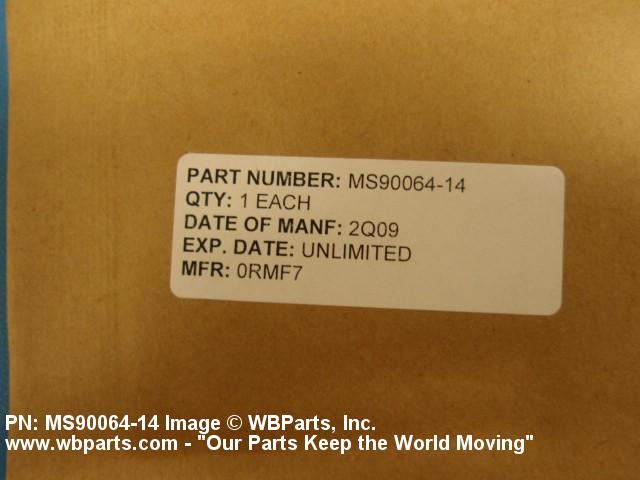 PART NUMBER: MS90064-14
QTY: 1 EACH
DATE OF MANF: 2Q09
EXP. DATE: UNLIMITED
MFR: 0RMF7
PN: MS90064-14 Image © WBParts, Inc.
www.wbparts.com - "Our Parts Keep the World Moving"